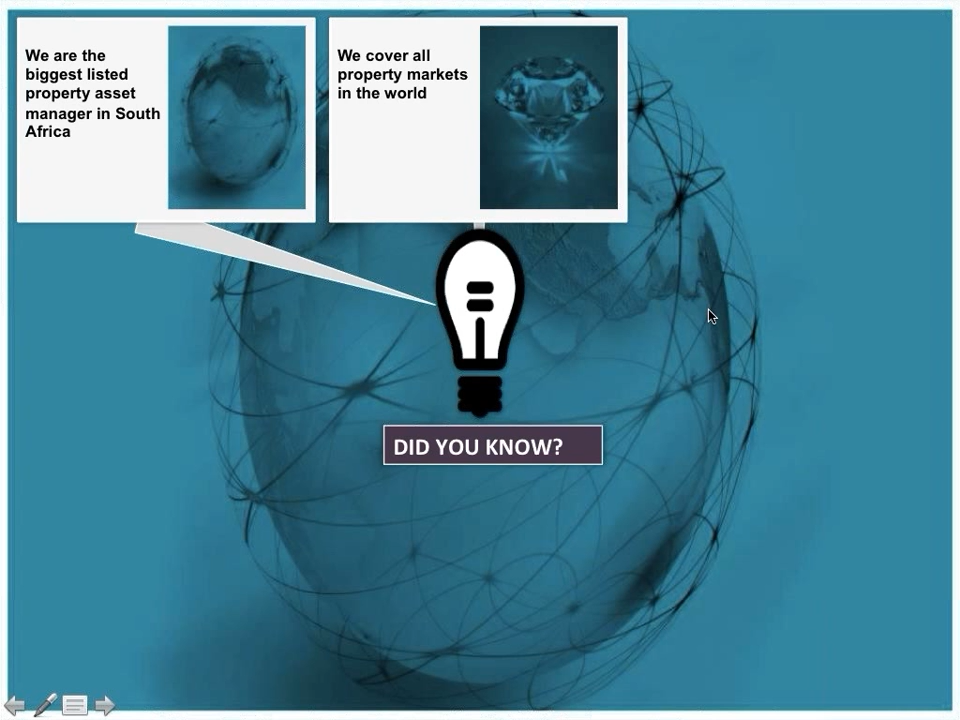 We are the
biggest listed
property asset
manager in South
Africa
We cover all
property markets
in the world
DID YOU KNOW?